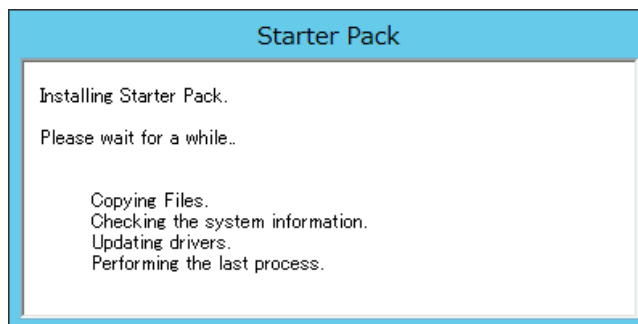 Starter Pack
Installing Starter Pack.
Please wait for a while..
Copying Files.
Checking the system information.
Updating drivers.
Performing the last process.